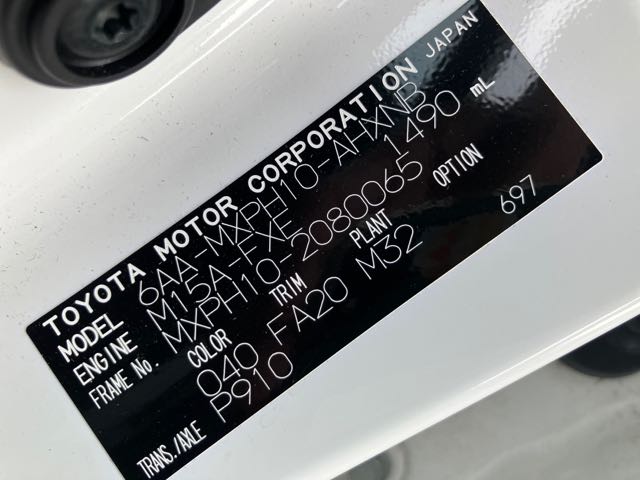 TOYOTA MOTOR CORPORATION JAPAN
MODEL 6AA-MXPH10-AHXNB
ENGINE M15A-FXE 1490 mL
FRAME No. MXPH10-2080065
COLOR TRIM PLANT OPTION
040 FA20 M32 697
TRANS./AXLE P910